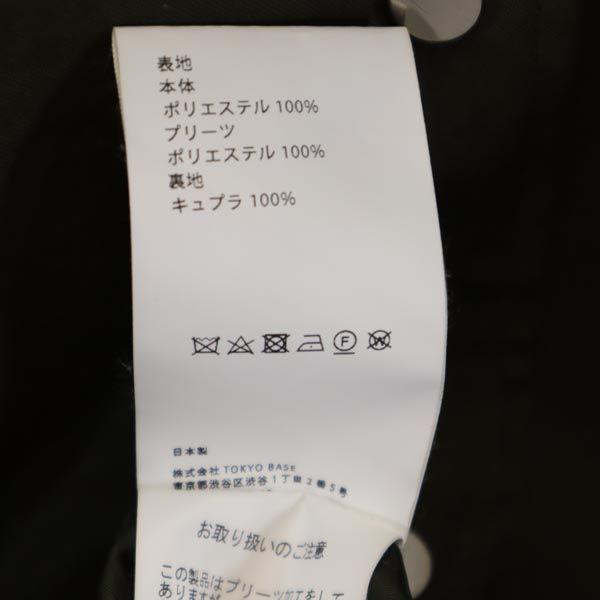 表地
本体
ポリエステル 100%
プリーツ
ポリエステル 100%
裏地
キュプラ 100%
F W
日本製
株式会社 TOKYO BASE
東京都渋谷区渋谷1丁目2番5号
お取り扱いのご注意
この製品はプリーツ加工をして
ありますが